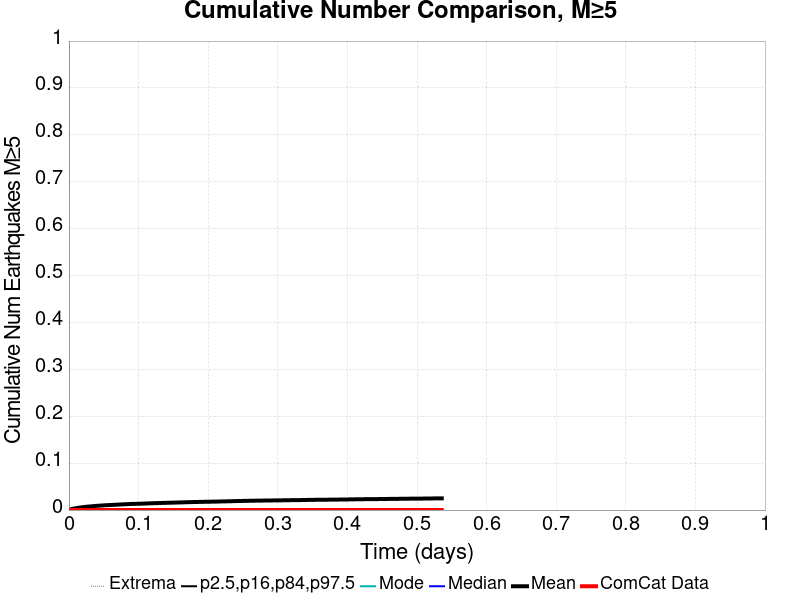 Cumulative Number Comparison, M≥5
Cumulative Num Earthquakes M≥5
1
0.9
0.8
0.7
0.6
0.5
0.4
0.3
0.2
0.1
0
0 0.1 0.2 0.3 0.4 0.5 0.6 0.7 0.8 0.9 1
Time (days)
Extrema p2.5,p16,p84,p97.5 Mode Median Mean ComCat Data